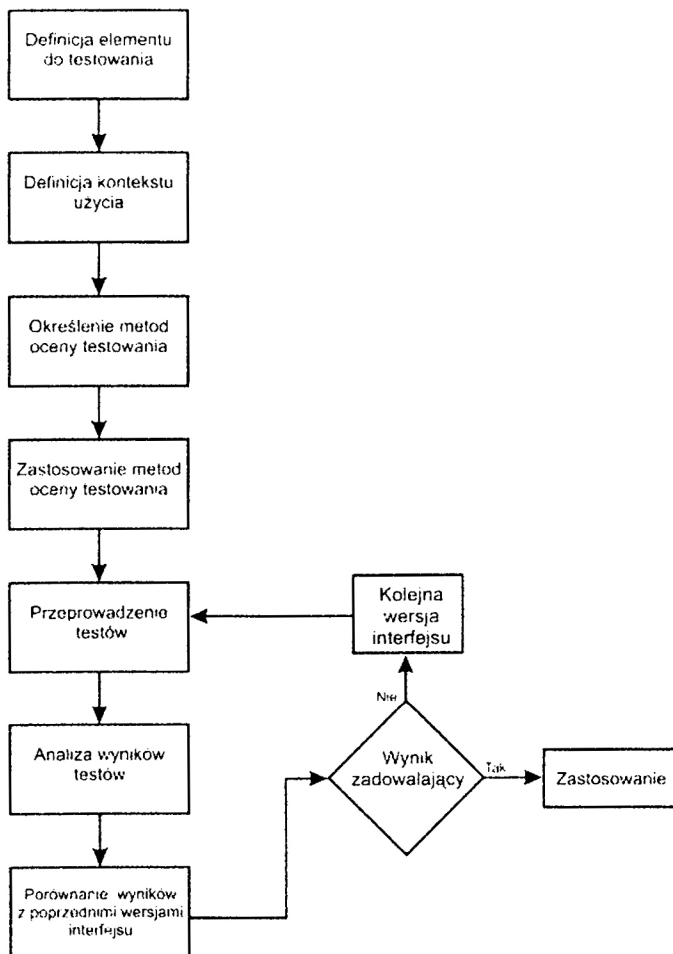 Definicja elementu
do testowania
Definicja kontekstu
użycia
Określenie metod
oceny testowania
Zastosowanie metod
oceny testowania
Przeprowadzenie
testów
Kolejna
wersja
interfejsu
Nie
Analiza wyników
testów
Wynik
zadowalający
Tak
Zastosowanie
Porównanie wyników
z poprzednimi wersjami
interfejsu